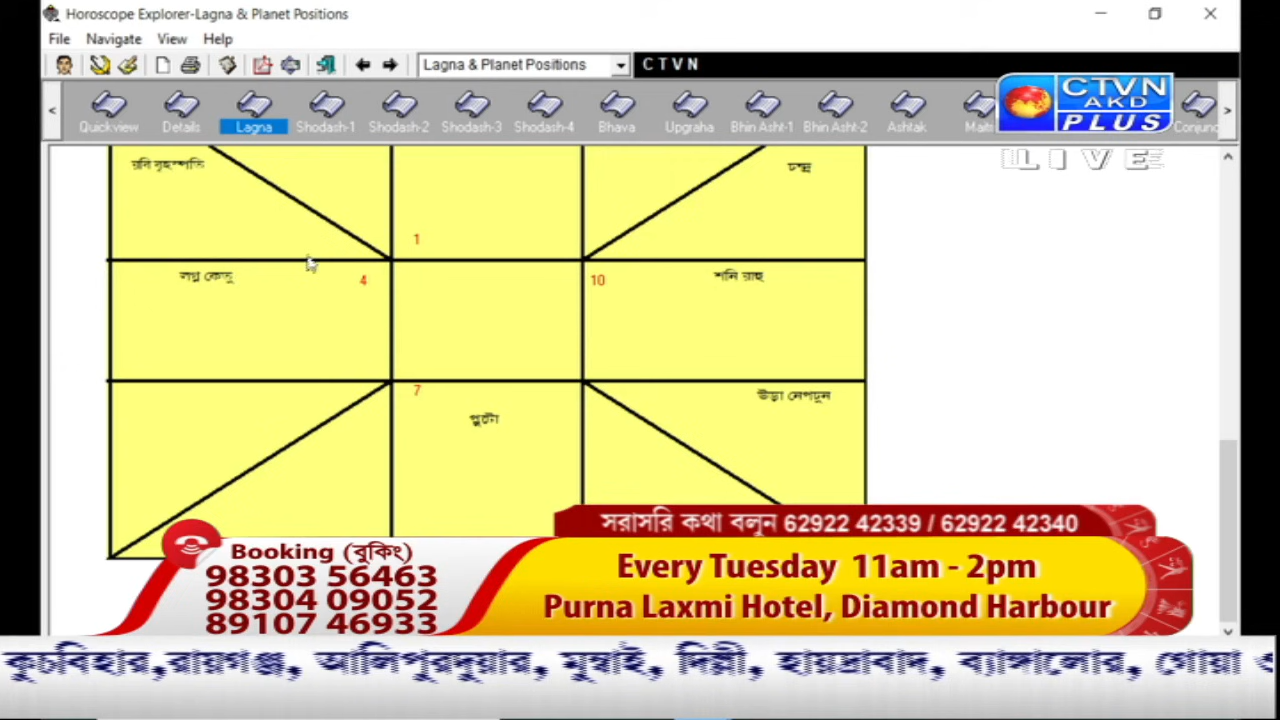 Horoscope Explorer-Lagna & Planet Positions
File Navigate View Help
Lagna & Planet Positions
CTVN
Quickview Details Lagna Shodash-1 Shodash-2 Shodash-3 Shodash-4 Bhava Upgraha Bhin Asht-1 Bhin Asht-2 Ashtak
CTVN
AKD
PLUS
LIVE
রবি বৃহস্পতি
চন্দ্র
1
লগ্ন কেতু
4
10
শনি রাহু
7
প্লুটো
সরাসরি কথা বলুন 62922 42339 / 62922 42340
Booking (বুকিং)
98303 56463
98304 09052
89107 46933
Every Tuesday 11am - 2pm
Purna Laxmi Hotel, Diamond Harbour
কুচবিহার,রায়গঞ্জ, আলিপুরদুয়ার, মুম্বাই, দিল্লী, হায়দ্রাবাদ, ব্যাঙ্গালোর, গোয়া